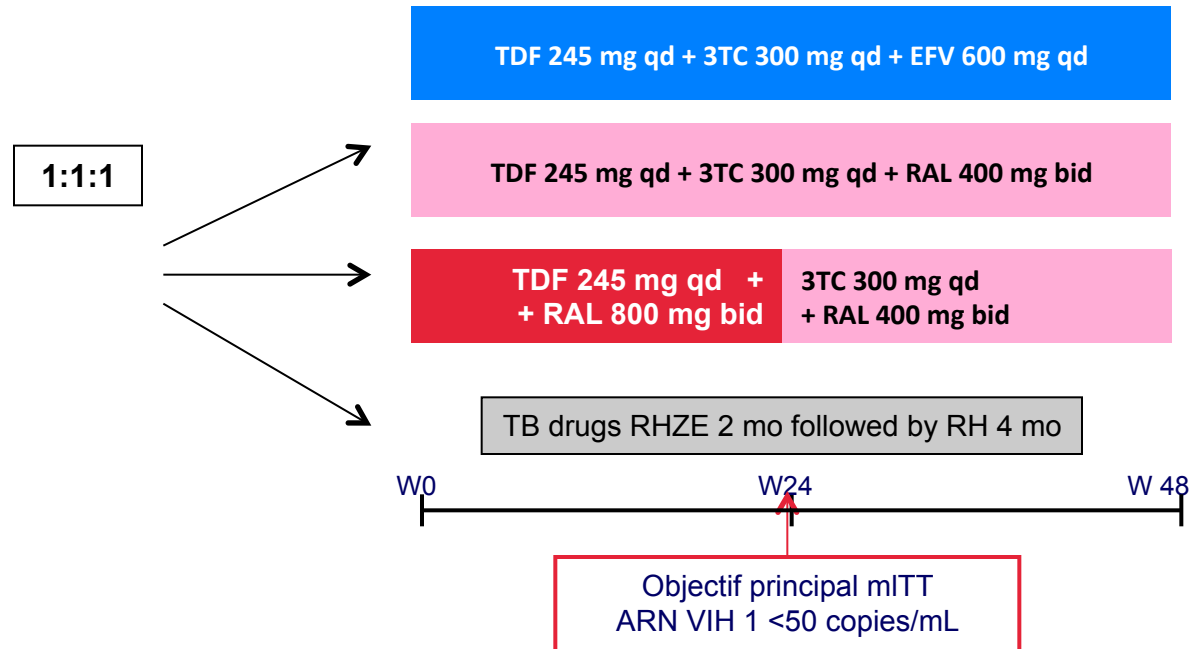 TDF 245 mg qd + 3TC 300 mg qd + EFV 600 mg qd
1:1:1
TDF 245 mg qd + 3TC 300 mg qd + RAL 400 mg bid
TDF 245 mg qd +
+ RAL 800 mg bid
3TC 300 mg qd
+ RAL 400 mg bid
TB drugs RHZE 2 mo followed by RH 4 mo
W0
W24
W 48
Objectif principal mITT
ARN VIH 1 <50 copies/mL